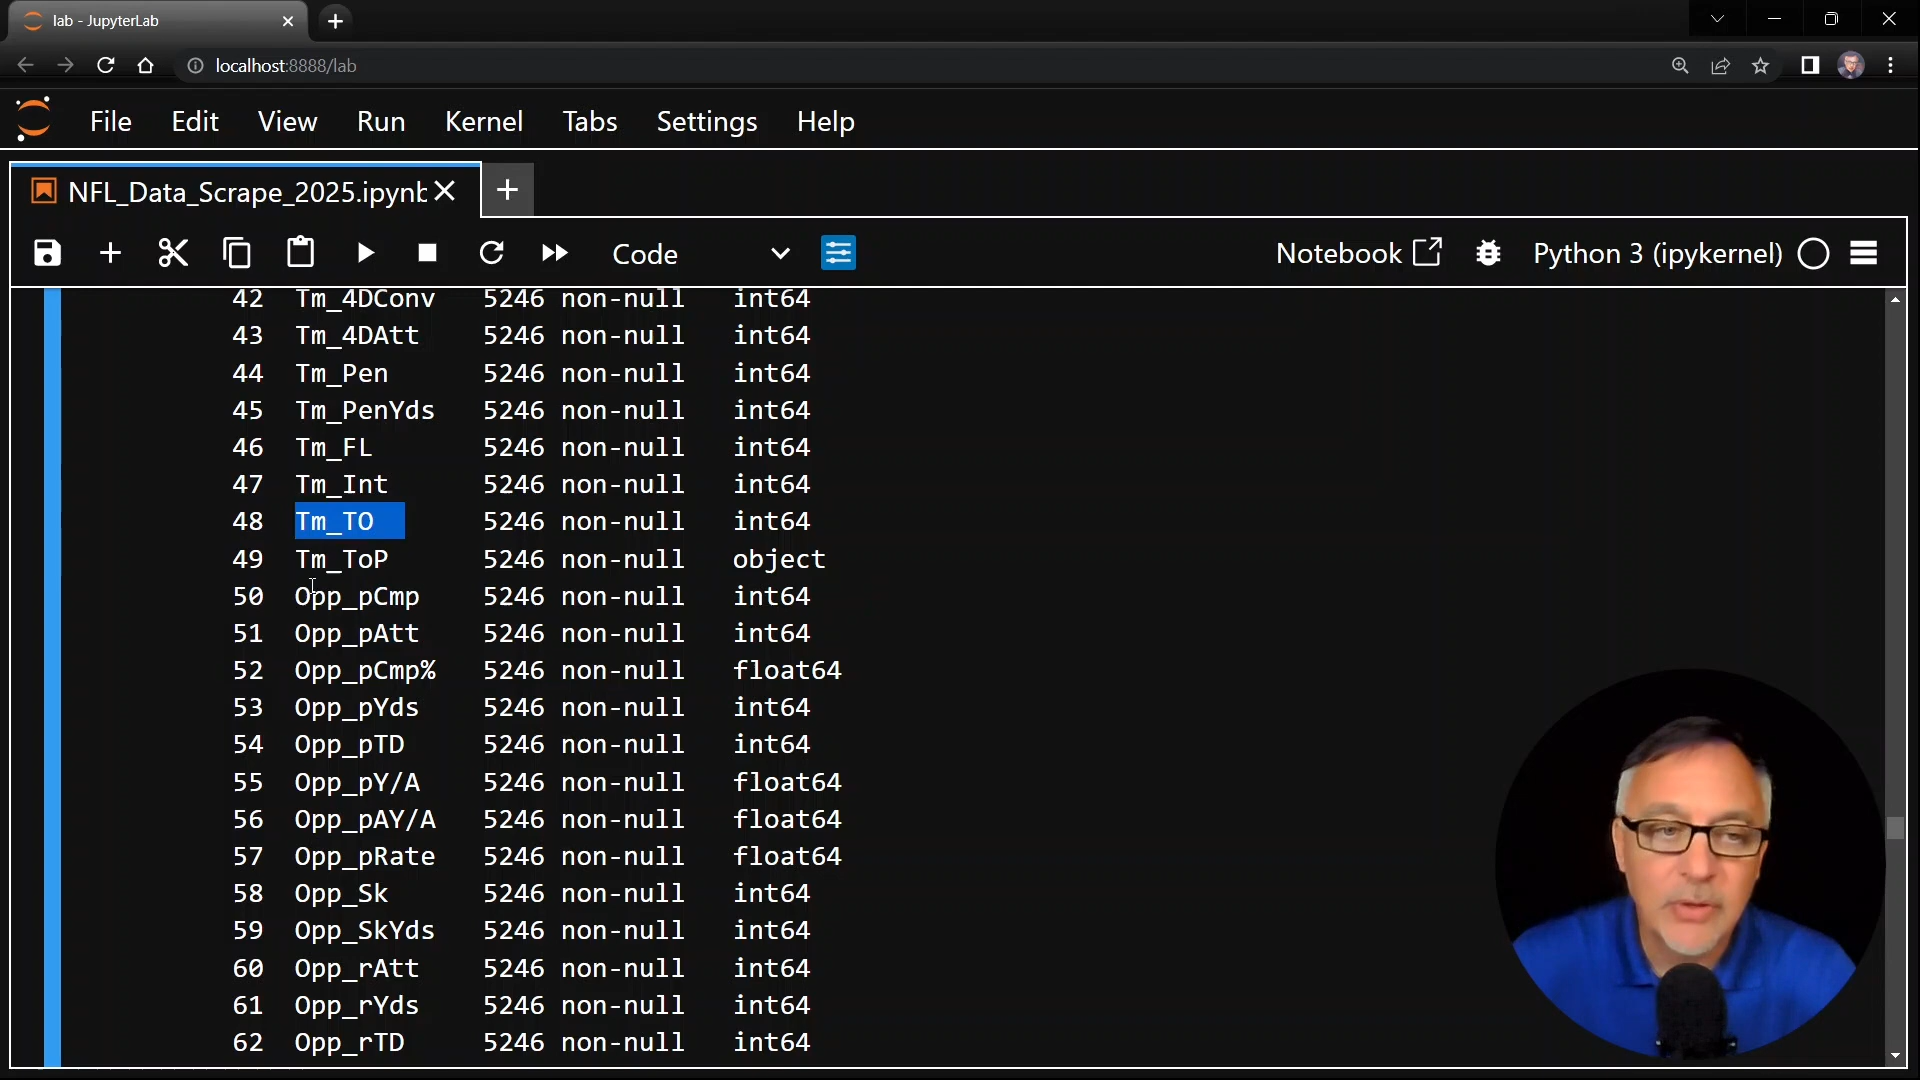 lab - JupyterLab
localhost:8888/lab
File Edit View Run Kernel Tabs Settings Help
NFL_Data_Scrape_2025.ipynb
Code Notebook Python 3 (ipykernel)
42 Tm_4DConv 5246 non-null int64
43 Tm_4DAtt 5246 non-null int64
44 Tm_Pen 5246 non-null int64
45 Tm_PenYds 5246 non-null int64
46 Tm_FL 5246 non-null int64
47 Tm_Int 5246 non-null int64
48 Tm_TO 5246 non-null int64
49 Tm_ToP 5246 non-null object
50 Opp_pCmp 5246 non-null int64
51 Opp_pAtt 5246 non-null int64
52 Opp_pCmp% 5246 non-null float64
53 Opp_pYds 5246 non-null int64
54 Opp_pTD 5246 non-null int64
55 Opp_pY/A 5246 non-null float64
56 Opp_pAY/A 5246 non-null float64
57 Opp_pRate 5246 non-null float64
58 Opp_Sk 5246 non-null int64
59 Opp_SkYds 5246 non-null int64
60 Opp_rAtt 5246 non-null int64
61 Opp_rYds 5246 non-null int64
62 Opp_rTD 5246 non-null int64